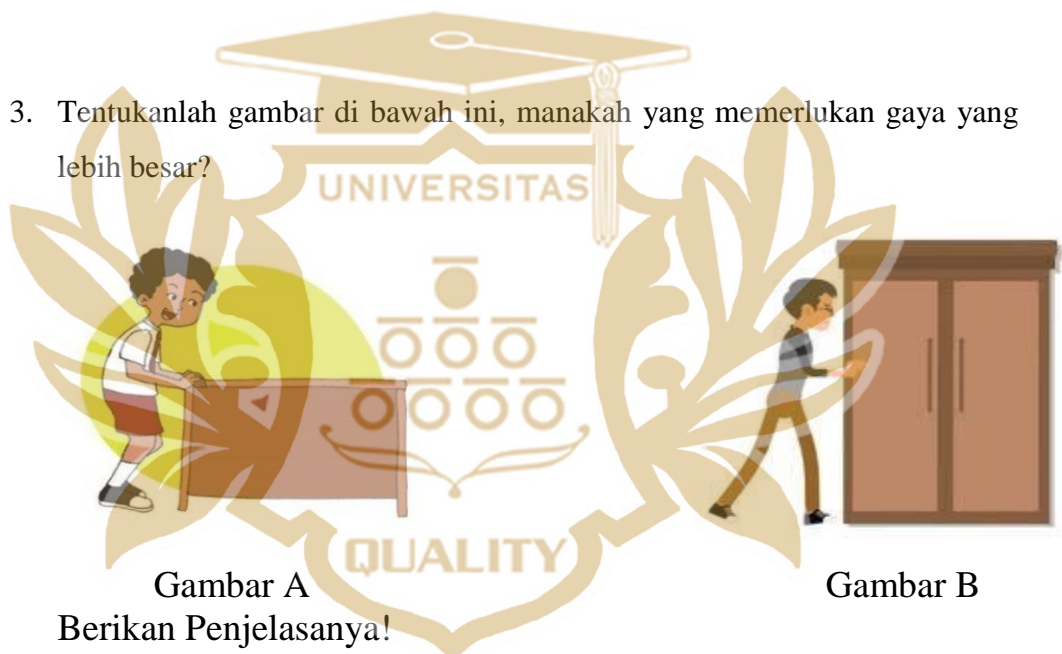 3. Tentukanlah gambar di bawah ini, manakah yang memerlukan gaya yang
lebih besar?
UNIVERSITAS
QUALITY
Gambar A
Gambar B
Berikan Penjelasanya!